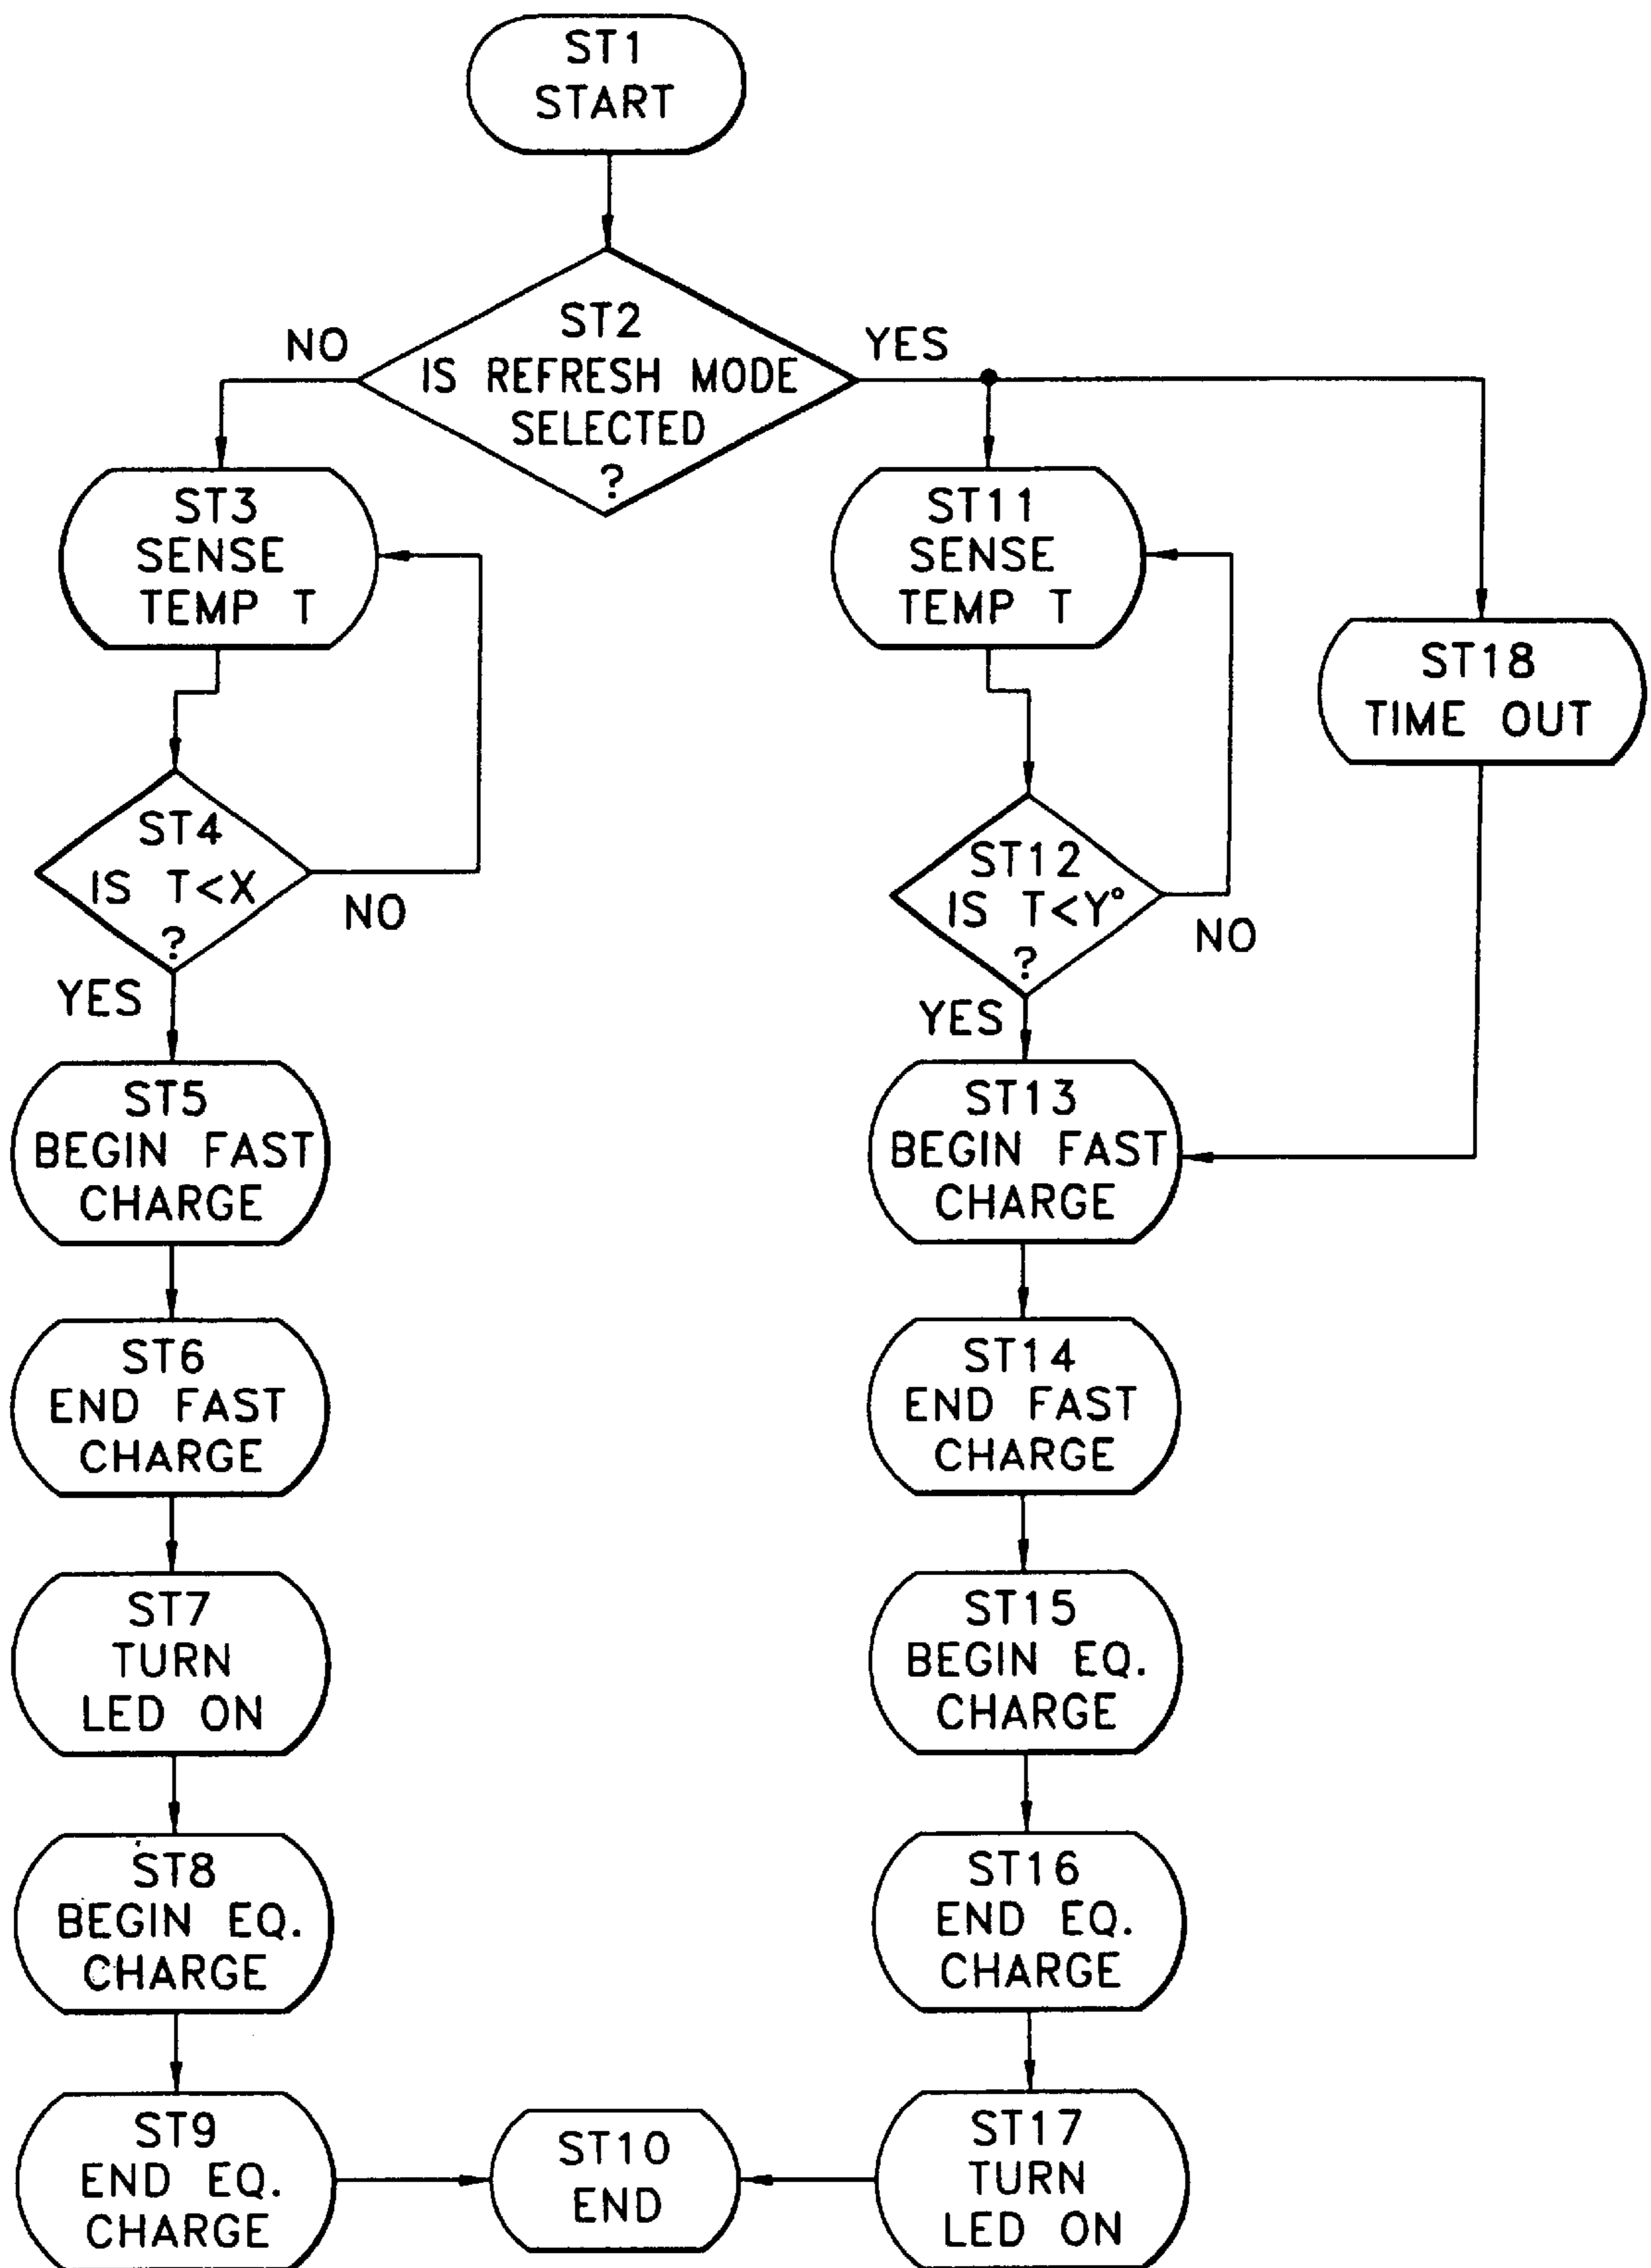 ST1
START
ST2
IS REFRESH MODE
SELECTED
?
NO
YES
ST3
SENSE
TEMP T
ST4
IS T<X
?
NO
YES
ST5
BEGIN FAST
CHARGE
ST6
END FAST
CHARGE
ST7
TURN
LED ON
ST8
BEGIN EQ.
CHARGE
ST9
END EQ.
CHARGE
ST10
END
ST11
SENSE
TEMP T
ST12
IS T<Y°
?
NO
YES
ST13
BEGIN FAST
CHARGE
ST14
END FAST
CHARGE
ST15
BEGIN EQ.
CHARGE
ST16
END EQ.
CHARGE
ST17
TURN
LED ON
ST18
TIME OUT